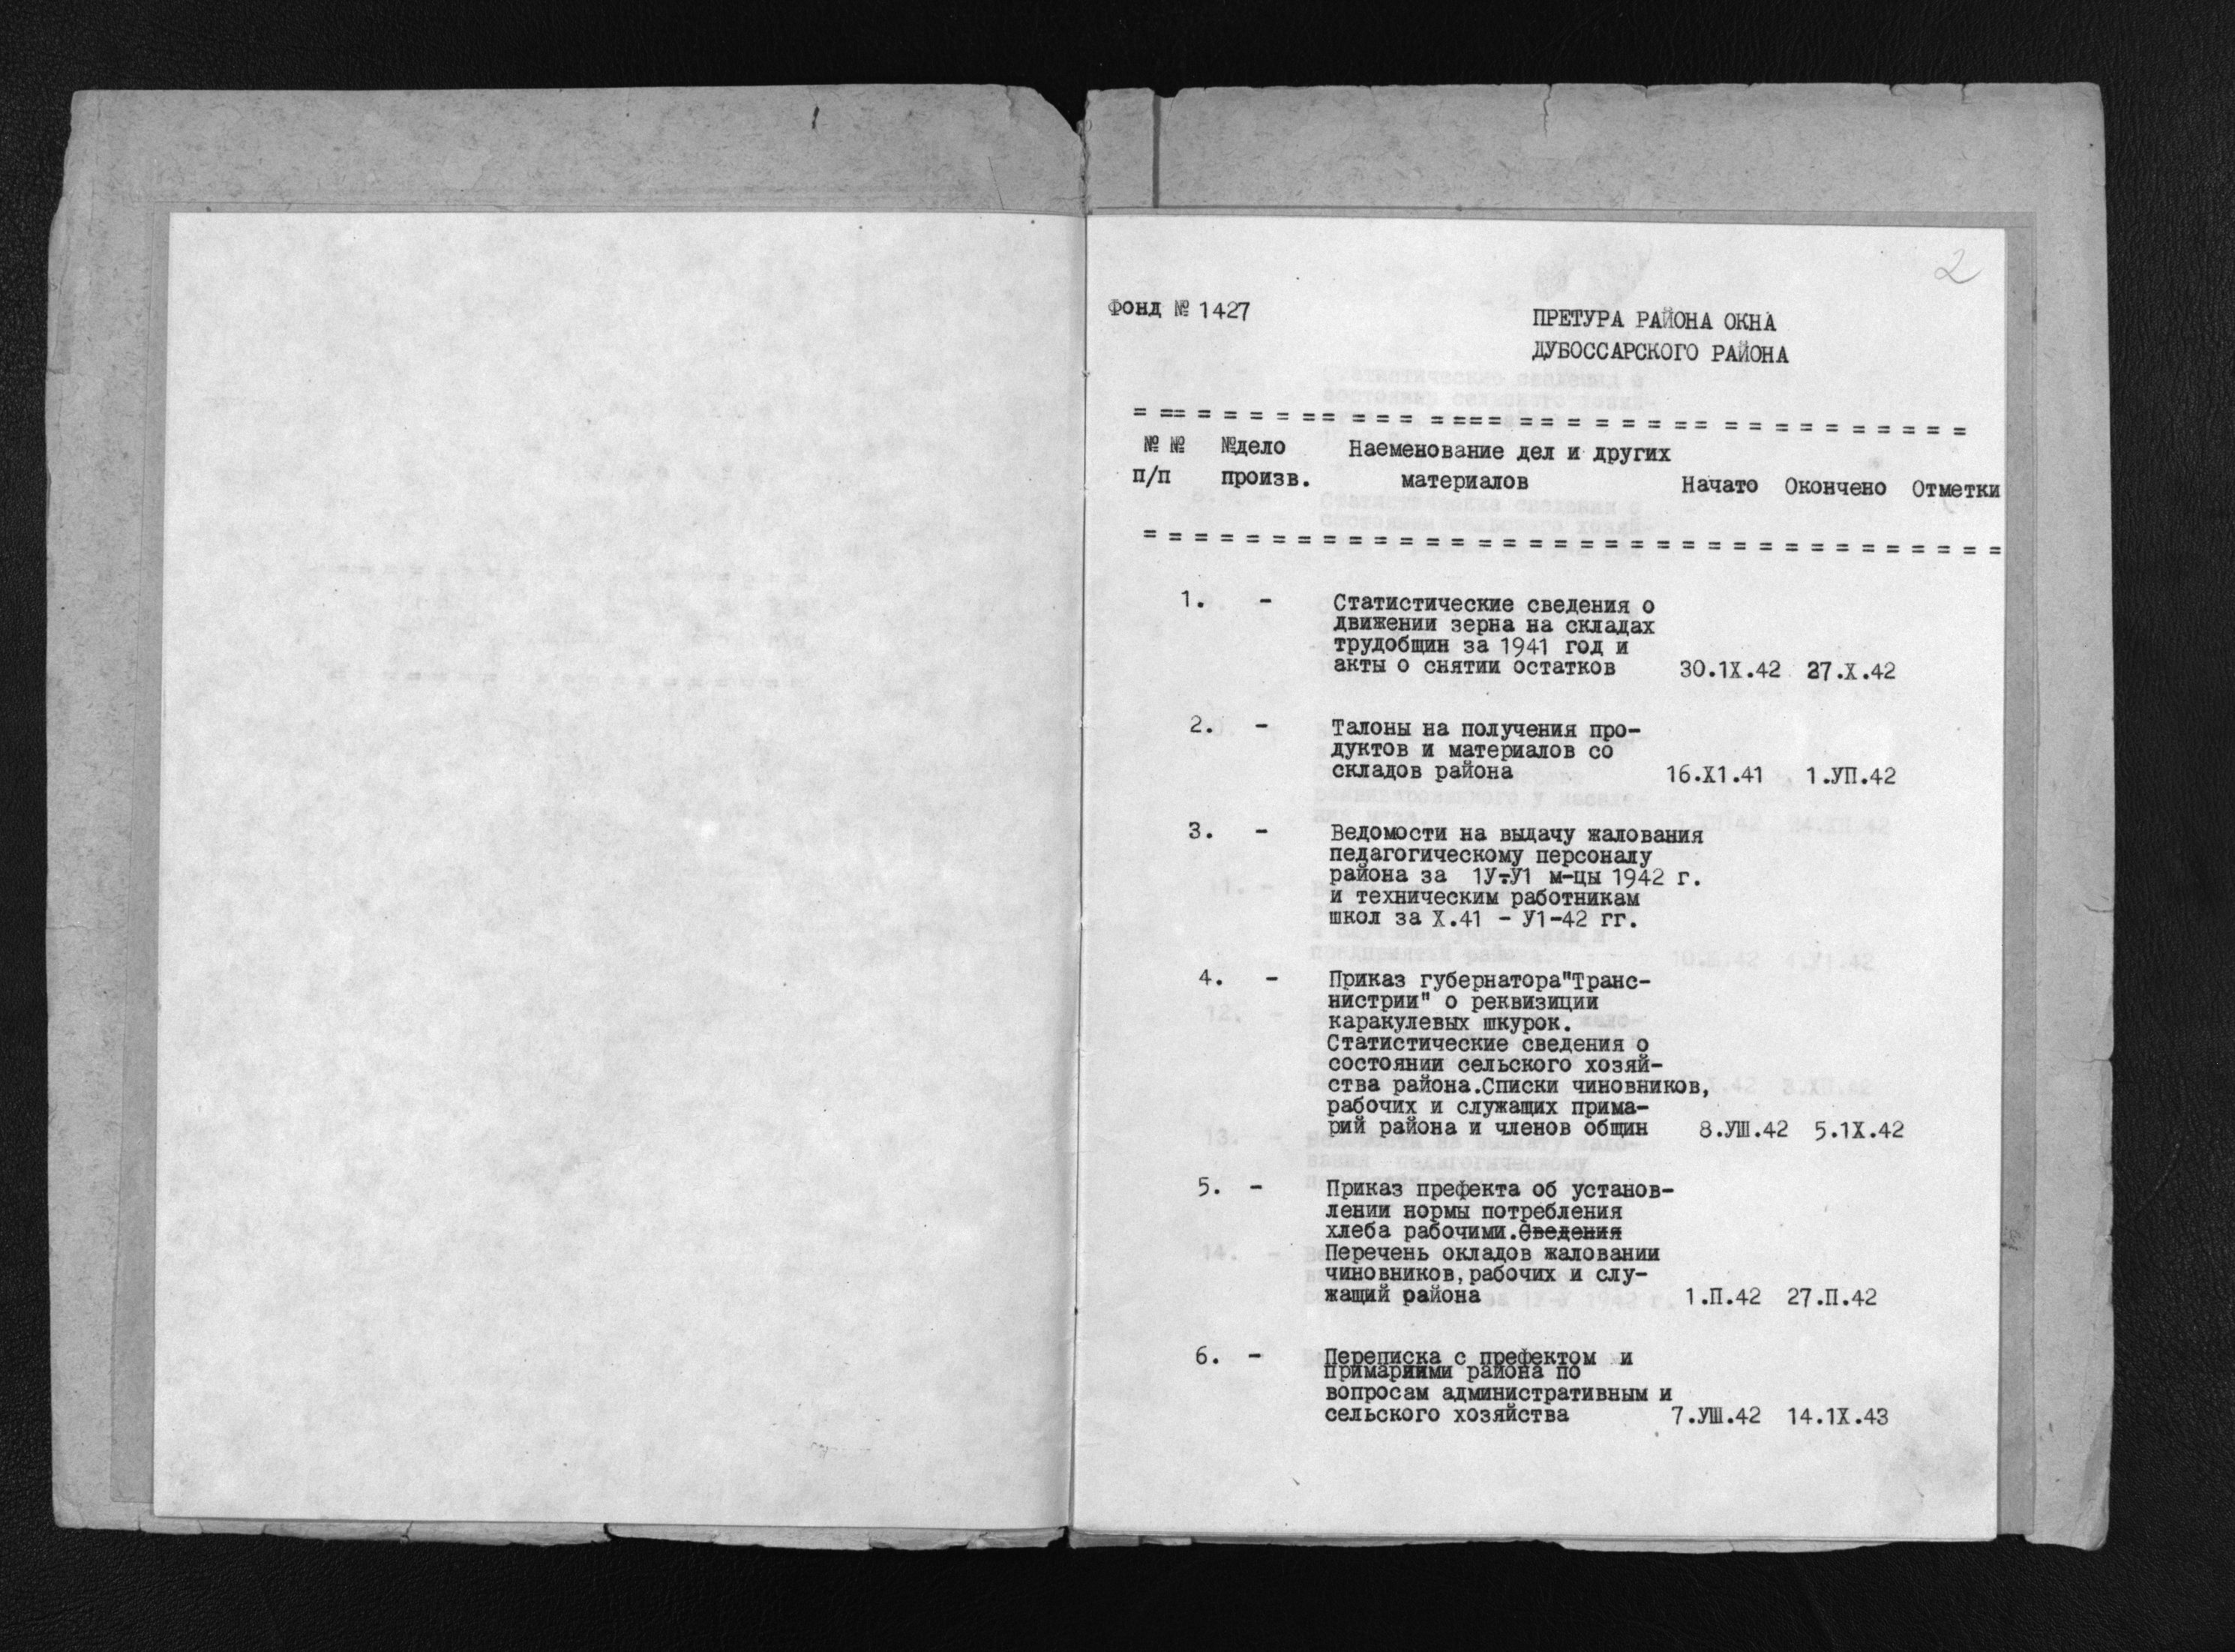 2
Фонд № 1427
ПРЕТУРА РАЙОНА ОКНА
ДУБОССАРСКОГО РАЙОНА
= == = = = = = == = = = ==== == = = = = = == = = = = = = = = =
№ № №дело Наеменование дел и других
п/п произв. материалов Начато Окончено Отметки
= = = = = = = = = = = = = = = = = = = = = = = = = = = = = = = = = =
1. - Статистические сведения о
движении зерна на складах
трудобщин за 1941 год и
акты о снятии остатков 30.1X.42 27.X.42
2. - Талоны на получения про-
дуктов и материалов со
складов района 16.X1.41 1.УП.42
3. - Ведомости на выдачу жалования
педагогическому персоналу
района за 1У-У1 м-цы 1942 г.
и техническим работникам
школ за X.41 - У1-42 гг.
4. - Приказ губернатора"Транс-
нистрии" о реквизиции
каракулевых шкурок.
Статистические сведения о
состоянии сельского хозяй-
ства района.Списки чиновников,
рабочих и служащих прима-
рий района и членов общин 8.УШ.42 5.1X.42
5. - Приказ префекта об установ-
лении нормы потребления
хлеба рабочими.Сведения
Перечень окладов жаловании
чиновников,рабочих и слу-
жащий района 1.П.42 27.П.42
6. - Переписка с префектом и
примариими района по
вопросам административным и
сельского хозяйства 7.УШ.42 14.1X.43